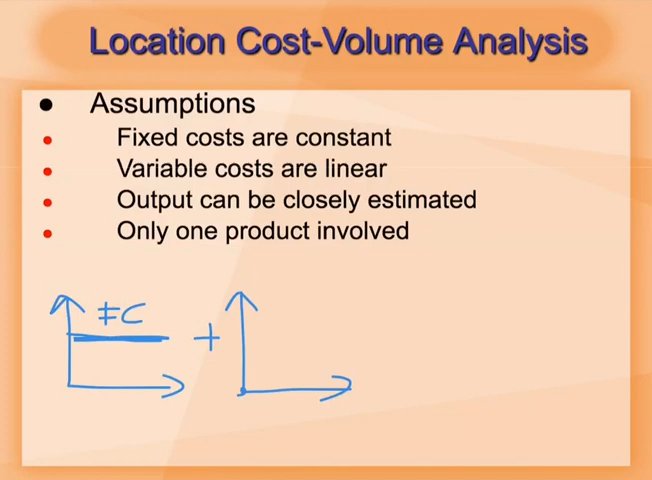 Location Cost-Volume Analysis
● Assumptions
● Fixed costs are constant
● Variable costs are linear
● Output can be closely estimated
● Only one product involved
FC +